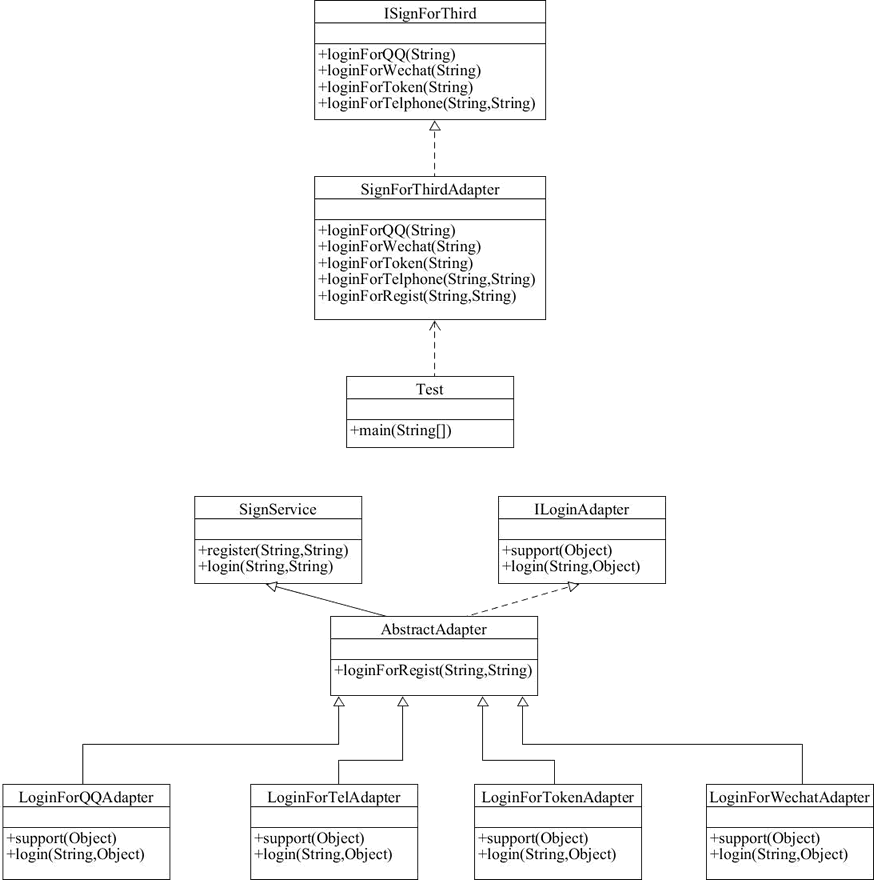 ISignForThird
+loginForQQ(String)
+loginForWechat(String)
+loginForToken(String)
+loginForTelphone(String,String)
SignForThirdAdapter
+loginForQQ(String)
+loginForWechat(String)
+loginForToken(String)
+loginForTelphone(String,String)
+loginForRegist(String,String)
Test
+main(String[])
SignService
+register(String,String)
+login(String,String)
ILoginAdapter
+support(Object)
+login(String,Object)
AbstractAdapter
+loginForRegist(String,String)
LoginForQQAdapter
+support(Object)
+login(String,Object)
LoginForTelAdapter
+support(Object)
+login(String,Object)
LoginForTokenAdapter
+support(Object)
+login(String,Object)
LoginForWechatAdapter
+support(Object)
+login(String,Object)